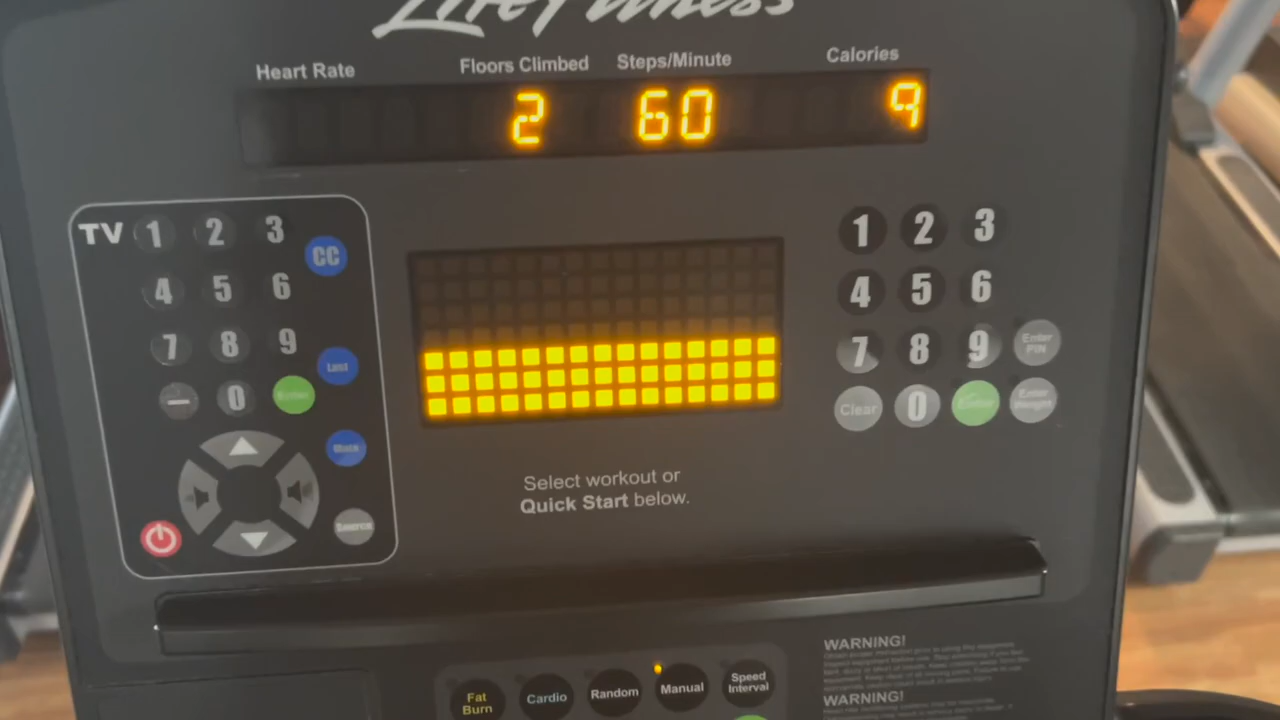 LifeFitness
Heart Rate Floors Climbed Steps/Minute Calories
2 60 9
TV 1 2 3
CC
4 5 6
7 8 9
Last
0 Enter
1 2 3
4 5 6
7 8 9 Enter PIN
Clear 0 Enter Enter Weight
Select workout or
Quick Start below.
Source
WARNING!
WARNING!
Fat Burn Cardio Random Manual Speed Interval